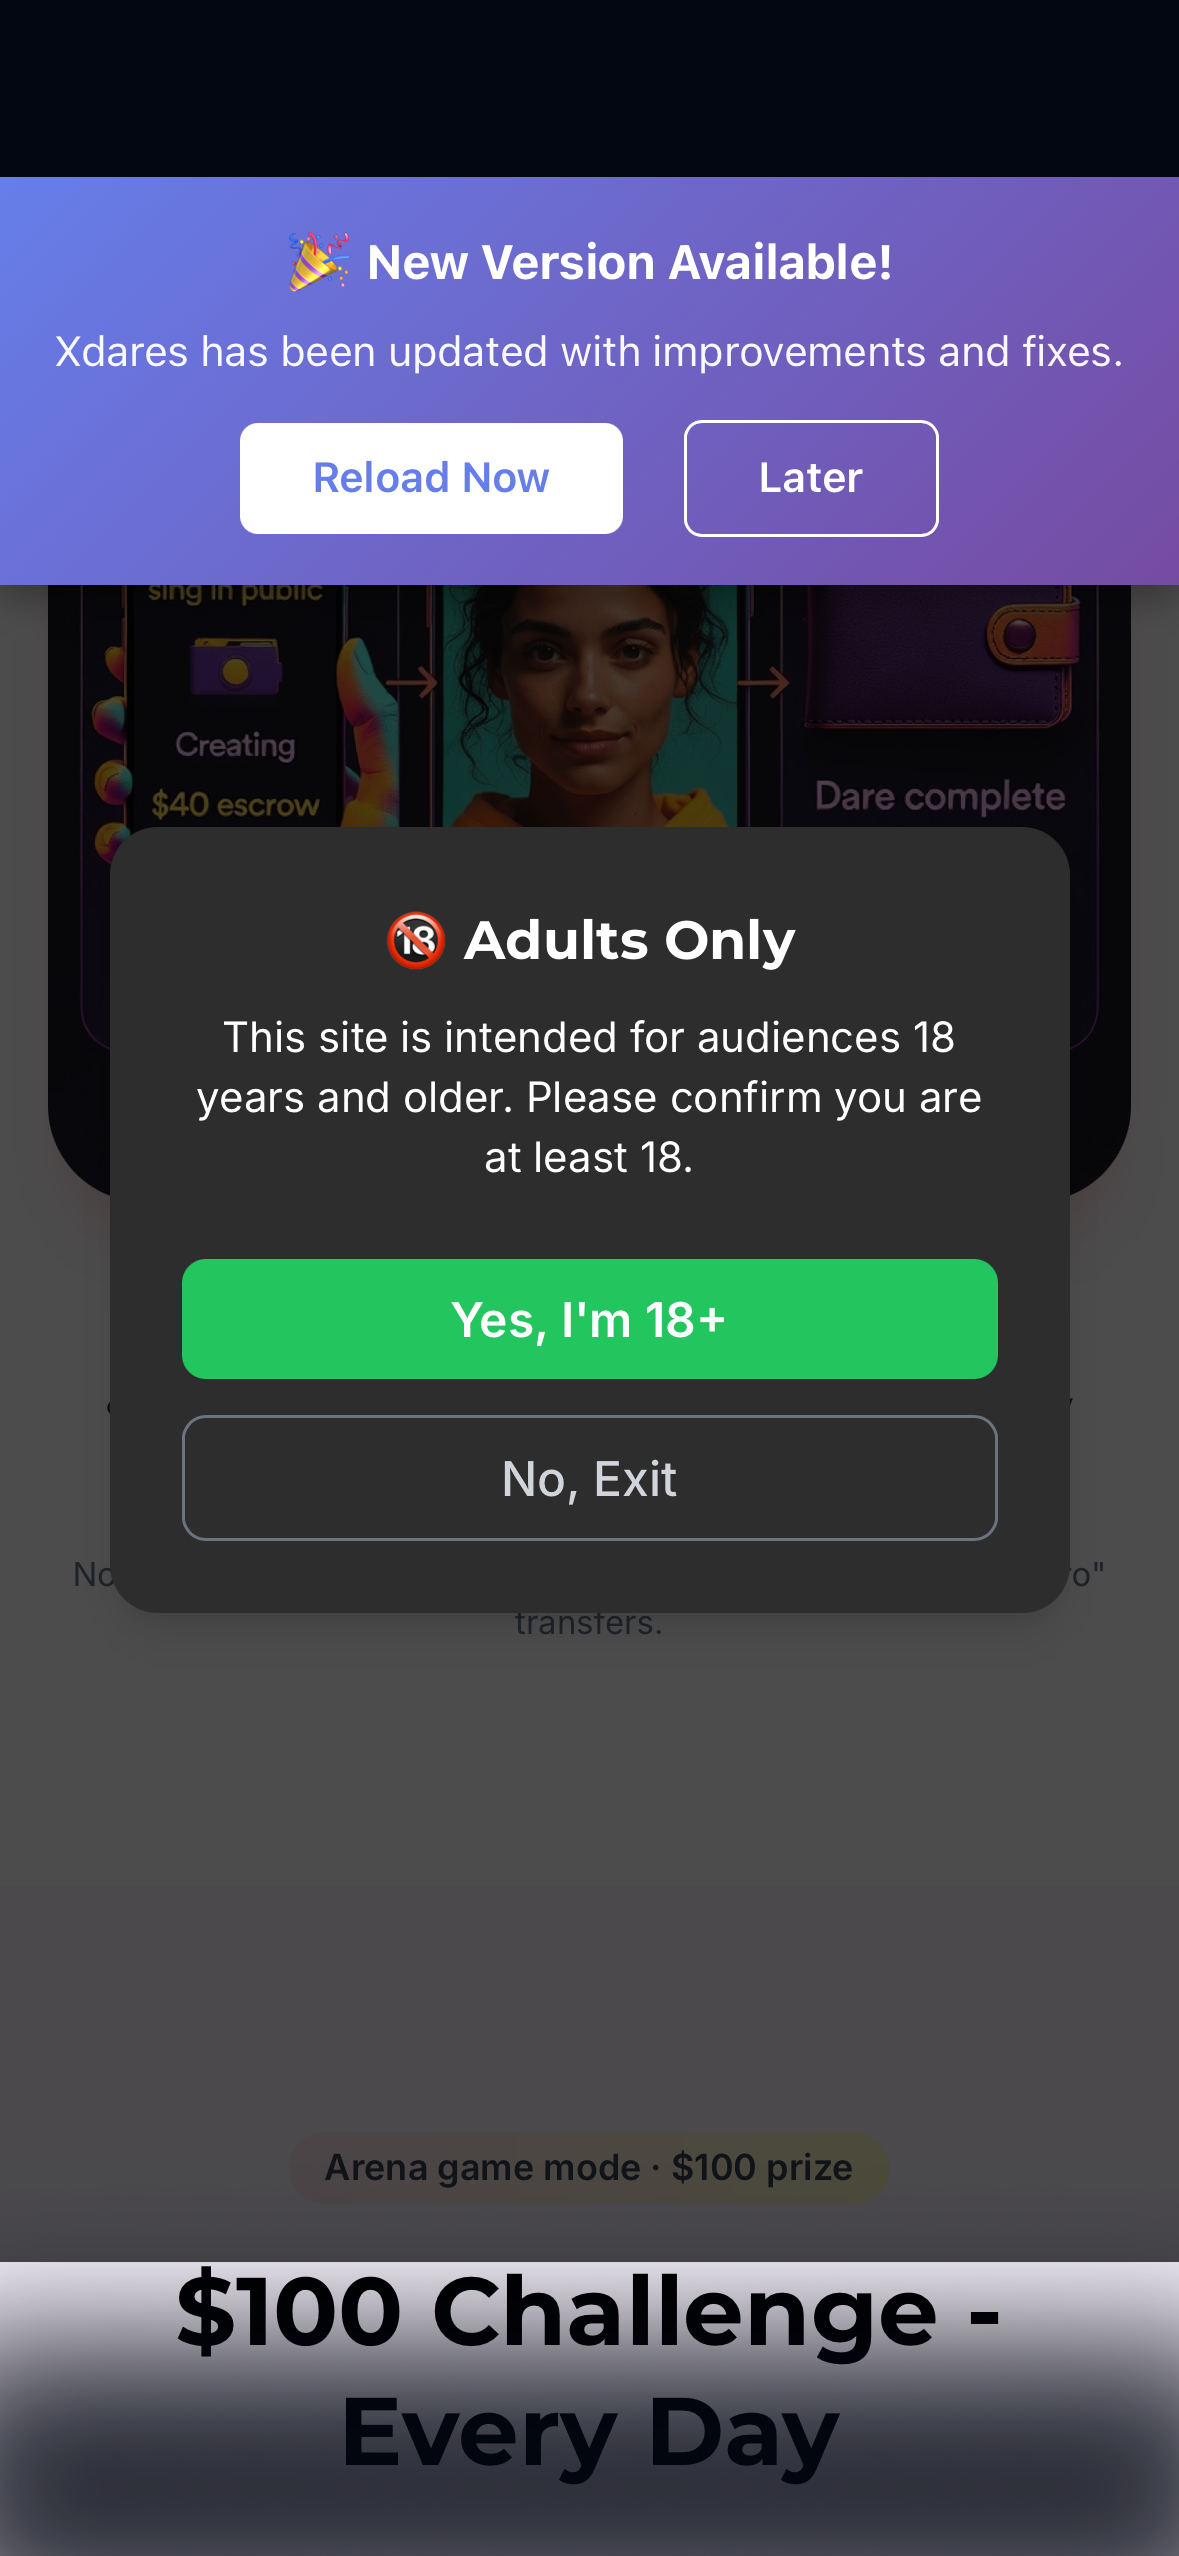 🎉 New Version Available!
Xdares has been updated with improvements and fixes.
Reload Now
Later
sing in public
Creating
$40 escrow
Dare complete
🔞 Adults Only
This site is intended for audiences 18
years and older. Please confirm you are
at least 18.
Yes, I'm 18+
No, Exit
transfers.
Arena game mode · $100 prize
$100 Challenge -
Every Day